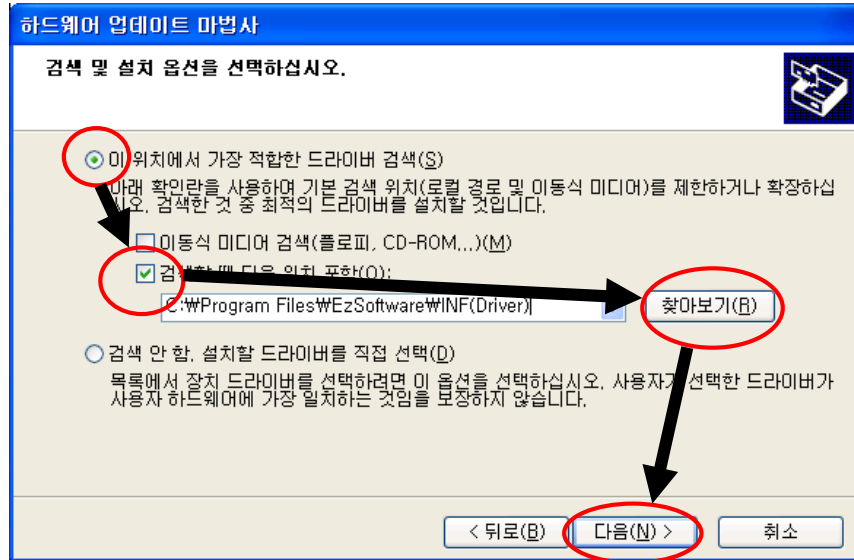 하드웨어 업데이트 마법사
검색 및 설치 옵션을 선택하십시오.
이 위치에서 가장 적합한 드라이버 검색(S)
아래 확인란을 사용하여 기본 검색 위치(로컬 경로 및 이동식 미디어)를 제한하거나 확장하십
시오. 검색한 것 중 최적의 드라이버를 설치할 것입니다.
이동식 미디어 검색(플로피, CD-ROM...)(M)
검색할 때 다음 위치 포함(O):
C:₩Program Files₩EzSoftware₩INF(Driver)
찾아보기(R)
검색 안 함. 설치할 드라이버를 직접 선택(D)
목록에서 장치 드라이버를 선택하려면 이 옵션을 선택하십시오. 사용자가 선택한 드라이버가
사용자 하드웨어에 가장 일치하는 것임을 보장하지 않습니다.
< 뒤로(B) 다음(N) > 취소